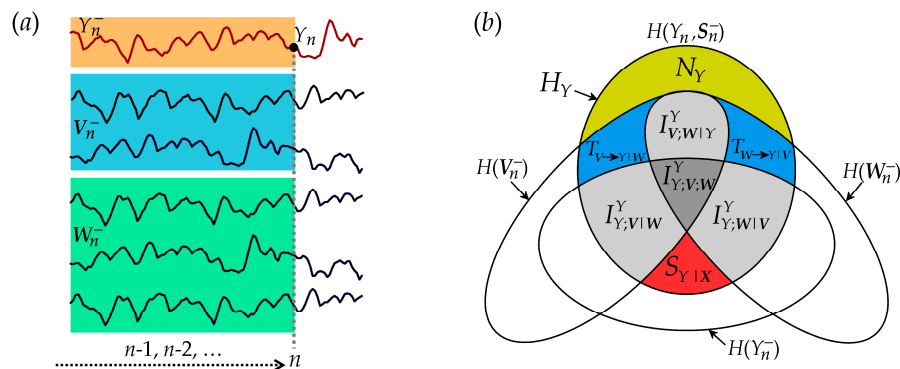 (a)
Y_n^-
Y_n
V_n^-
W_n^-
n-1, n-2, …
n
(b)
H(Y_n, S_n^-)
H_Y
N_Y
I^Y_{V;W|Y}
T_{V→Y|W}
T_{W→Y|V}
H(V_n^-)
H(W_n^-)
I^Y_{Y;V;W}
I^Y_{Y;V|W}
I^Y_{Y;W|V}
S_{Y|X}
H(Y_n^-)